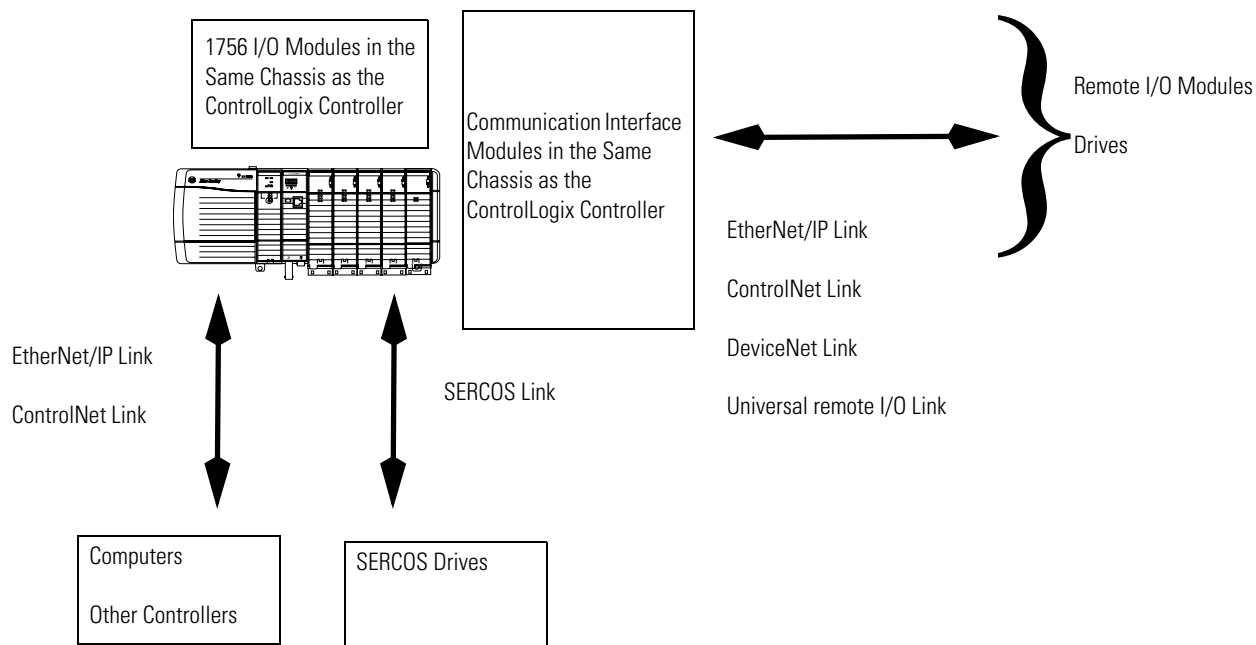 1756 I/O Modules in the
Same Chassis as the
ControlLogix Controller
Communication Interface
Modules in the Same
Chassis as the
ControlLogix Controller
Remote I/O Modules
Drives
EtherNet/IP Link
ControlNet Link
DeviceNet Link
Universal remote I/O Link
EtherNet/IP Link
ControlNet Link
SERCOS Link
Computers
Other Controllers
SERCOS Drives